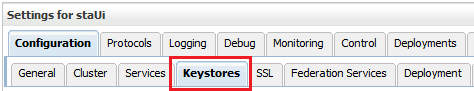 Settings for staUi
Configuration Protocols Logging Debug Monitoring Control Deployments
General Cluster Services Keystores SSL Federation Services Deployment